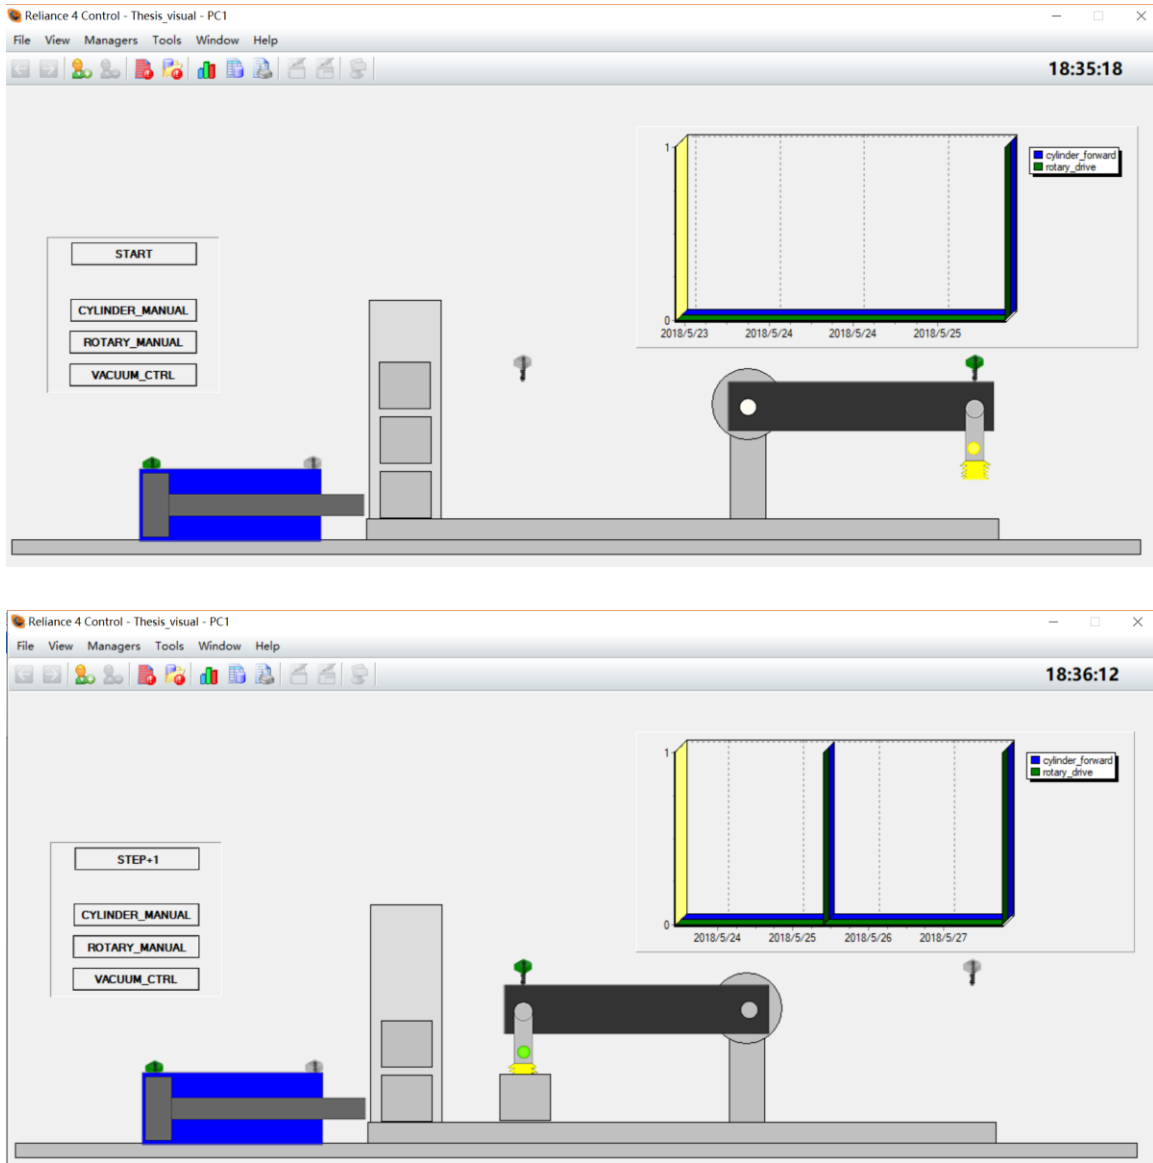 Reliance 4 Control - Thesis_visual - PC1
File View Managers Tools Window Help
18:35:18
START
CYLINDER_MANUAL
ROTARY_MANUAL
VACUUM_CTRL
1
0
2018/5/23 2018/5/24 2018/5/24 2018/5/25
cylinder_forward
rotary_drive
Reliance 4 Control - Thesis_visual - PC1
File View Managers Tools Window Help
18:36:12
STEP+1
CYLINDER_MANUAL
ROTARY_MANUAL
VACUUM_CTRL
1
0
2018/5/24 2018/5/25 2018/5/26 2018/5/27
cylinder_forward
rotary_drive